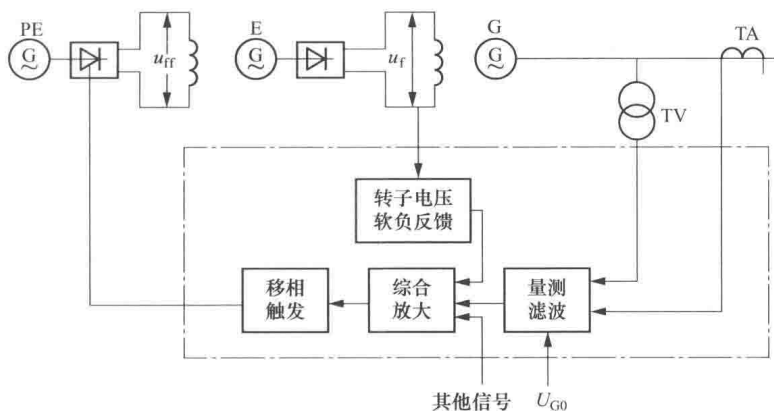 PE
G
~
u_ff
E
G
~
u_f
G
G
~
TA
TV
转子电压
软负反馈
移相
触发
综合
放大
量测
滤波
其他信号
U_G0